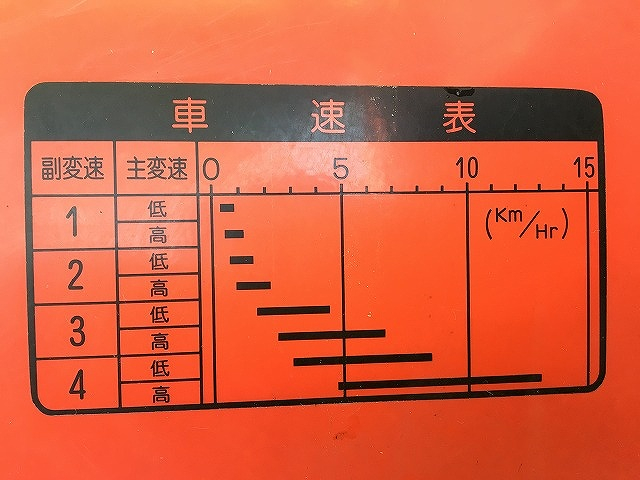 車速表
副変速 主変速 0 5 10 15
(Km/Hr)
1 低
高
2 低
高
3 低
高
4 低
高